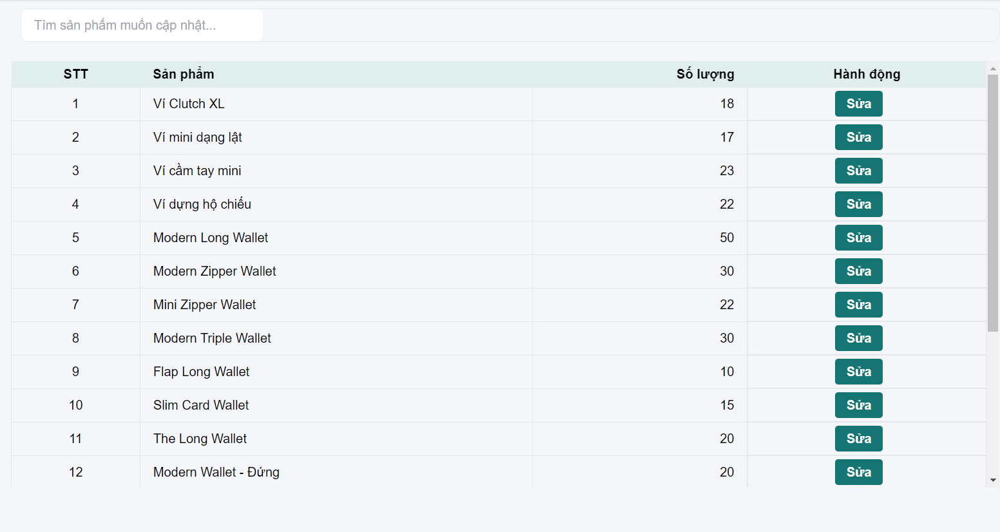 Tìm sản phẩm muốn cập nhật...
STT Sản phẩm Số lượng Hành động
1 Ví Clutch XL 18 Sửa
2 Ví mini dạng lật 17 Sửa
3 Ví cầm tay mini 23 Sửa
4 Ví dựng hộ chiếu 22 Sửa
5 Modern Long Wallet 50 Sửa
6 Modern Zipper Wallet 30 Sửa
7 Mini Zipper Wallet 22 Sửa
8 Modern Triple Wallet 30 Sửa
9 Flap Long Wallet 10 Sửa
10 Slim Card Wallet 15 Sửa
11 The Long Wallet 20 Sửa
12 Modern Wallet - Đứng 20 Sửa